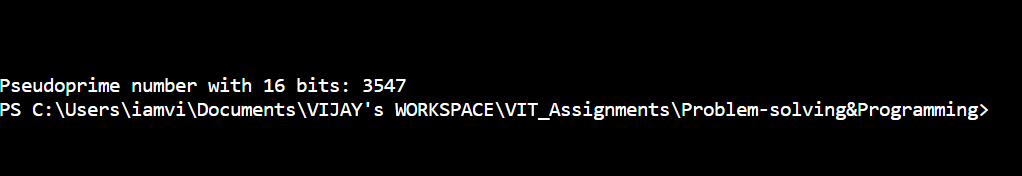 Pseudoprime number with 16 bits: 3547
PS C:\Users\iamvi\Documents\VIJAY's WORKSPACE\VIT_Assignments\Problem-solving&Programming>